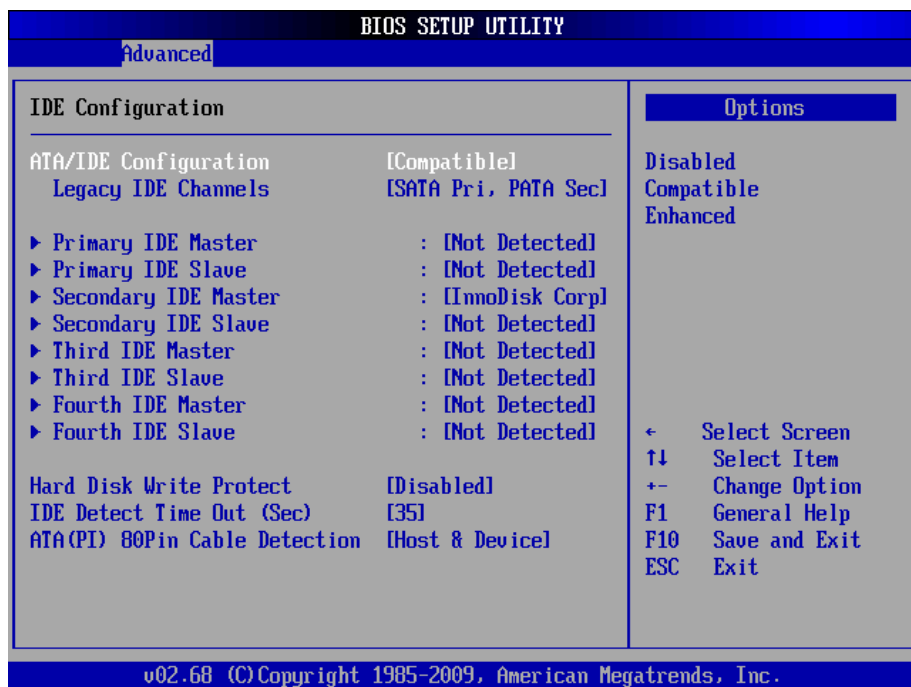 BIOS SETUP UTILITY
Advanced
IDE Configuration
ATA/IDE Configuration [Compatible]
Legacy IDE Channels [SATA Pri, PATA Sec]
Primary IDE Master : [Not Detected]
Primary IDE Slave : [Not Detected]
Secondary IDE Master : [InnoDisk Corp]
Secondary IDE Slave : [Not Detected]
Third IDE Master : [Not Detected]
Third IDE Slave : [Not Detected]
Fourth IDE Master : [Not Detected]
Fourth IDE Slave : [Not Detected]
Hard Disk Write Protect [Disabled]
IDE Detect Time Out (Sec) [35]
ATA(PI) 80Pin Cable Detection [Host & Device]
Options
Disabled
Compatible
Enhanced
← Select Screen
↑↓ Select Item
+- Change Option
F1 General Help
F10 Save and Exit
ESC Exit
v02.68 (C)Copyright 1985-2009, American Megatrends, Inc.